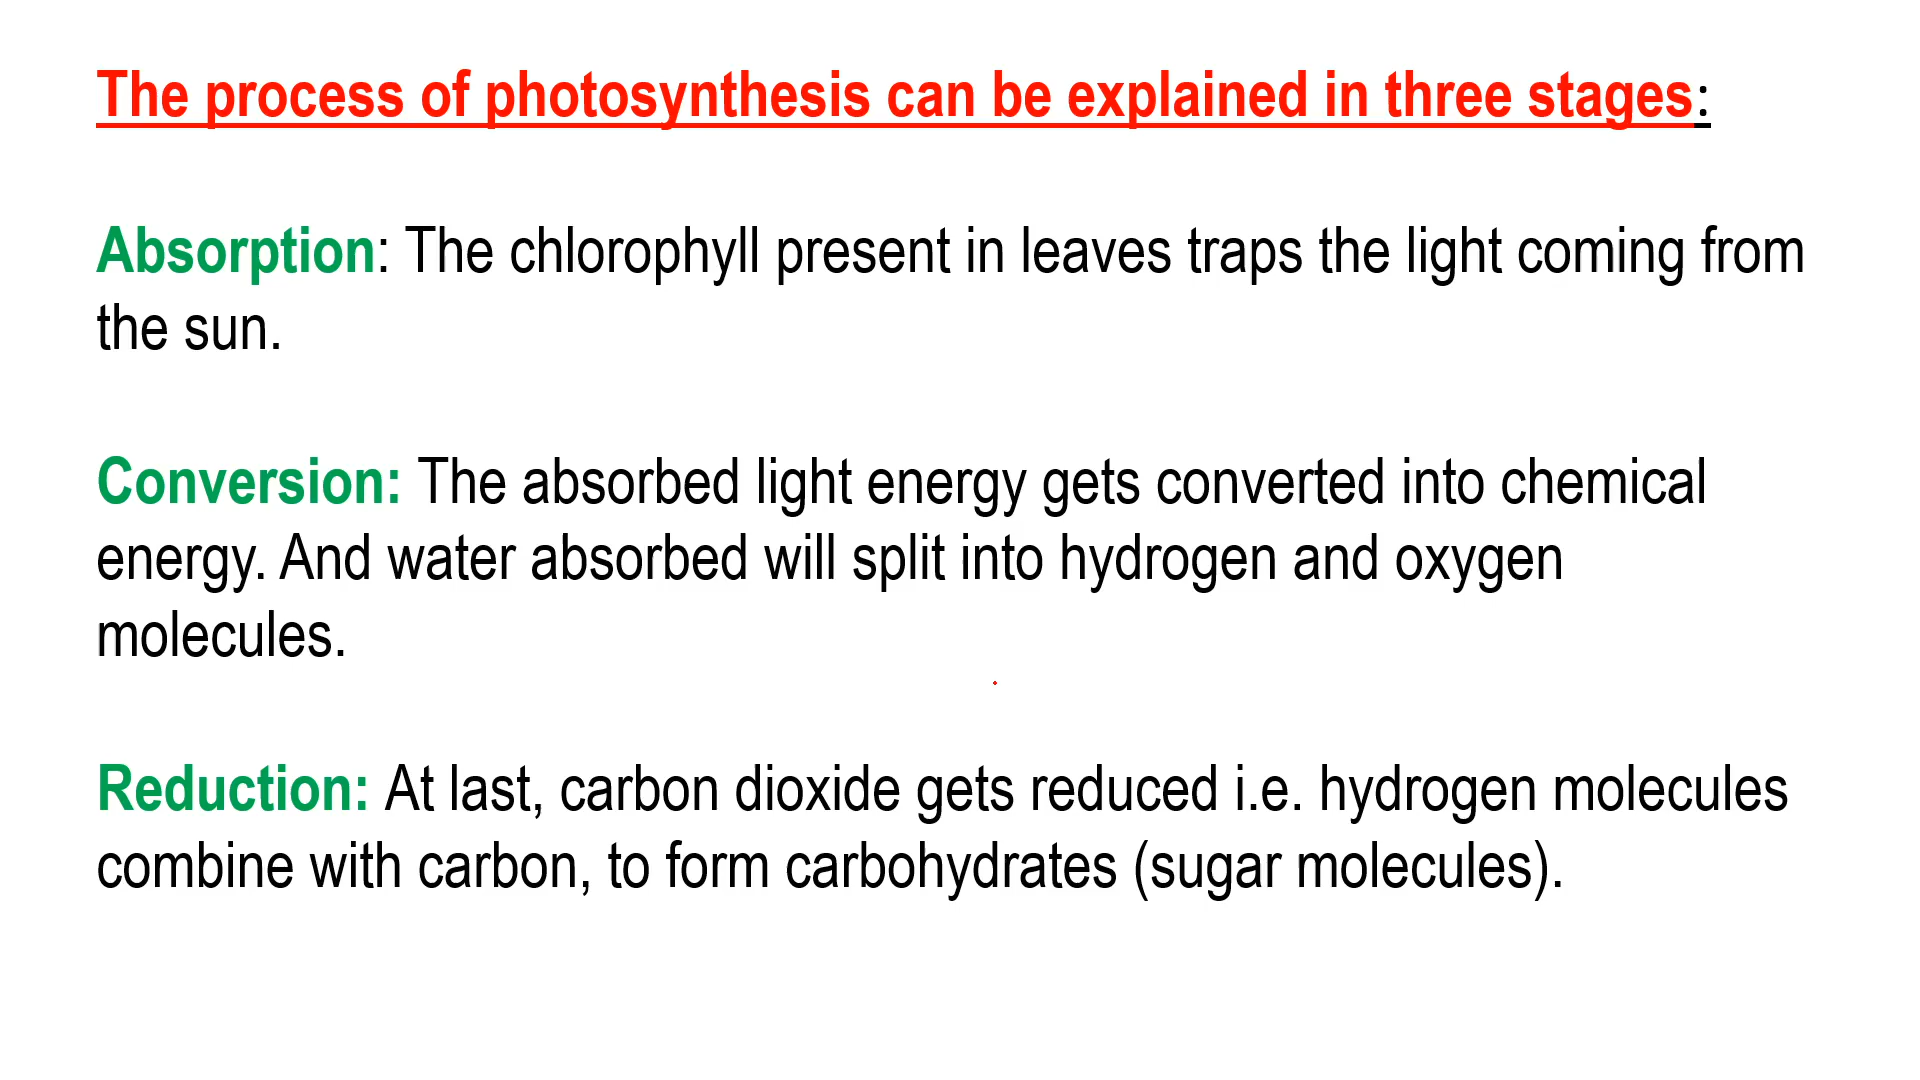 The process of photosynthesis can be explained in three stages:
Absorption: The chlorophyll present in leaves traps the light coming from
the sun.
Conversion: The absorbed light energy gets converted into chemical
energy. And water absorbed will split into hydrogen and oxygen
molecules.
Reduction: At last, carbon dioxide gets reduced i.e. hydrogen molecules
combine with carbon, to form carbohydrates (sugar molecules).